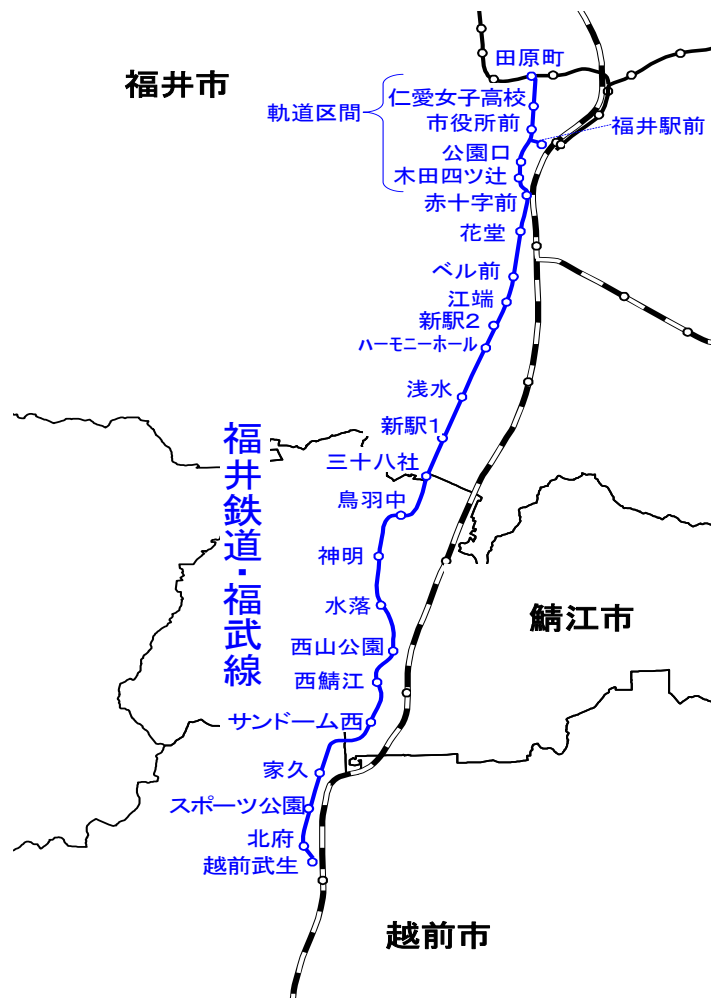 福井市
田原町
軌道区間
仁愛女子高校
市役所前
福井駅前
公園口
木田四ツ辻
赤十字前
花堂
ベル前
江端
新駅2
ハーモニーホール
浅水
新駅1
三十八社
鳥羽中
神明
水落
西山公園
西鯖江
サンドーム西
家久
スポーツ公園
北府
越前武生
福井鉄道・福武線
鯖江市
越前市